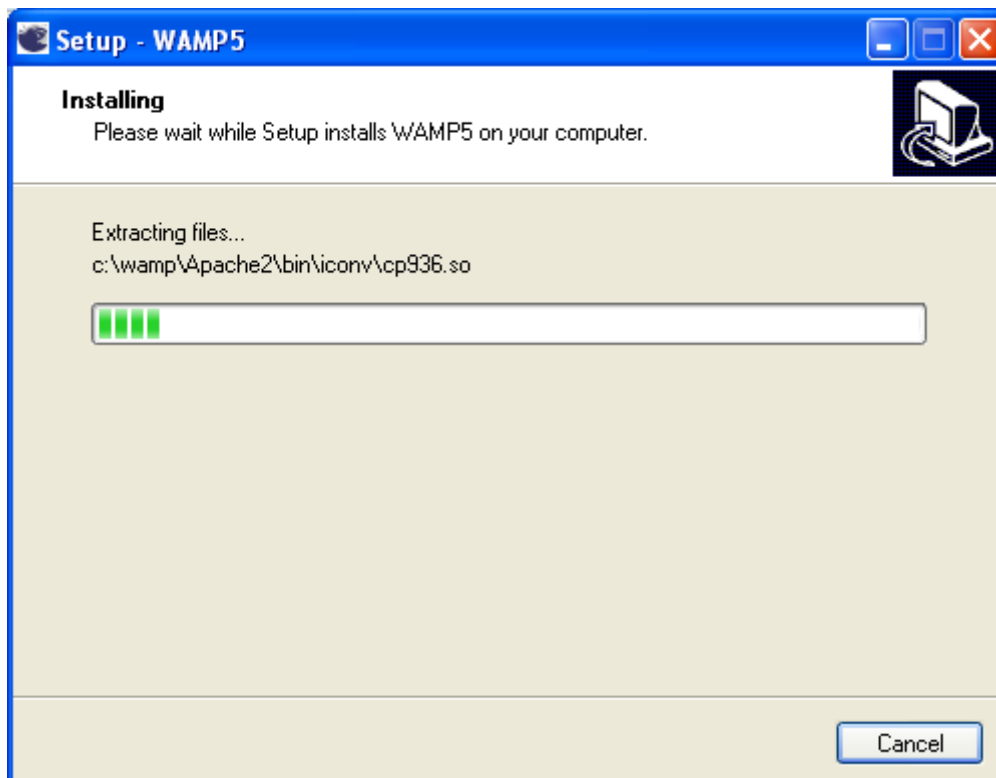 Setup - WAMP5
Installing
Please wait while Setup installs WAMP5 on your computer.
Extracting files...
c:\wamp\Apache2\bin\iconv\cp936.so
Cancel